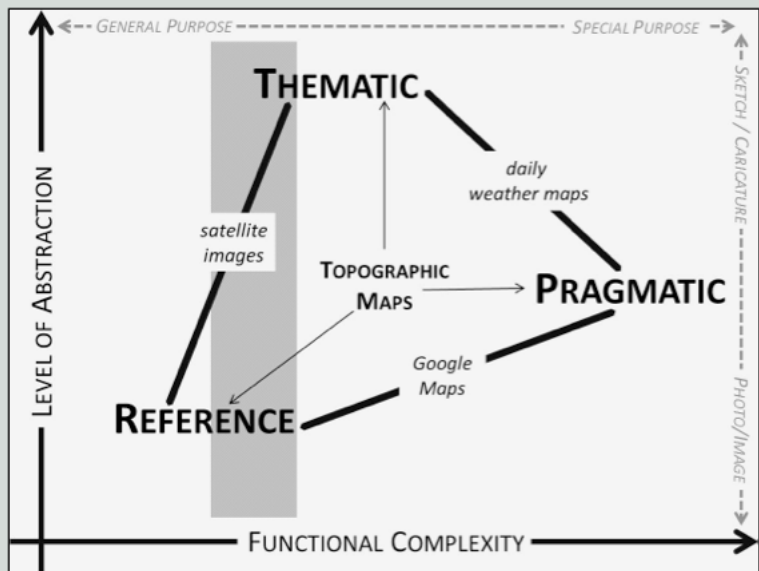 GENERAL PURPOSE
SPECIAL PURPOSE
THEMATIC
SKETCH / CARICATURE
daily
weather maps
satellite
images
LEVEL OF ABSTRACTION
TOPOGRAPHIC
MAPS
PRAGMATIC
Google
Maps
PHOTO/IMAGE
REFERENCE
FUNCTIONAL COMPLEXITY